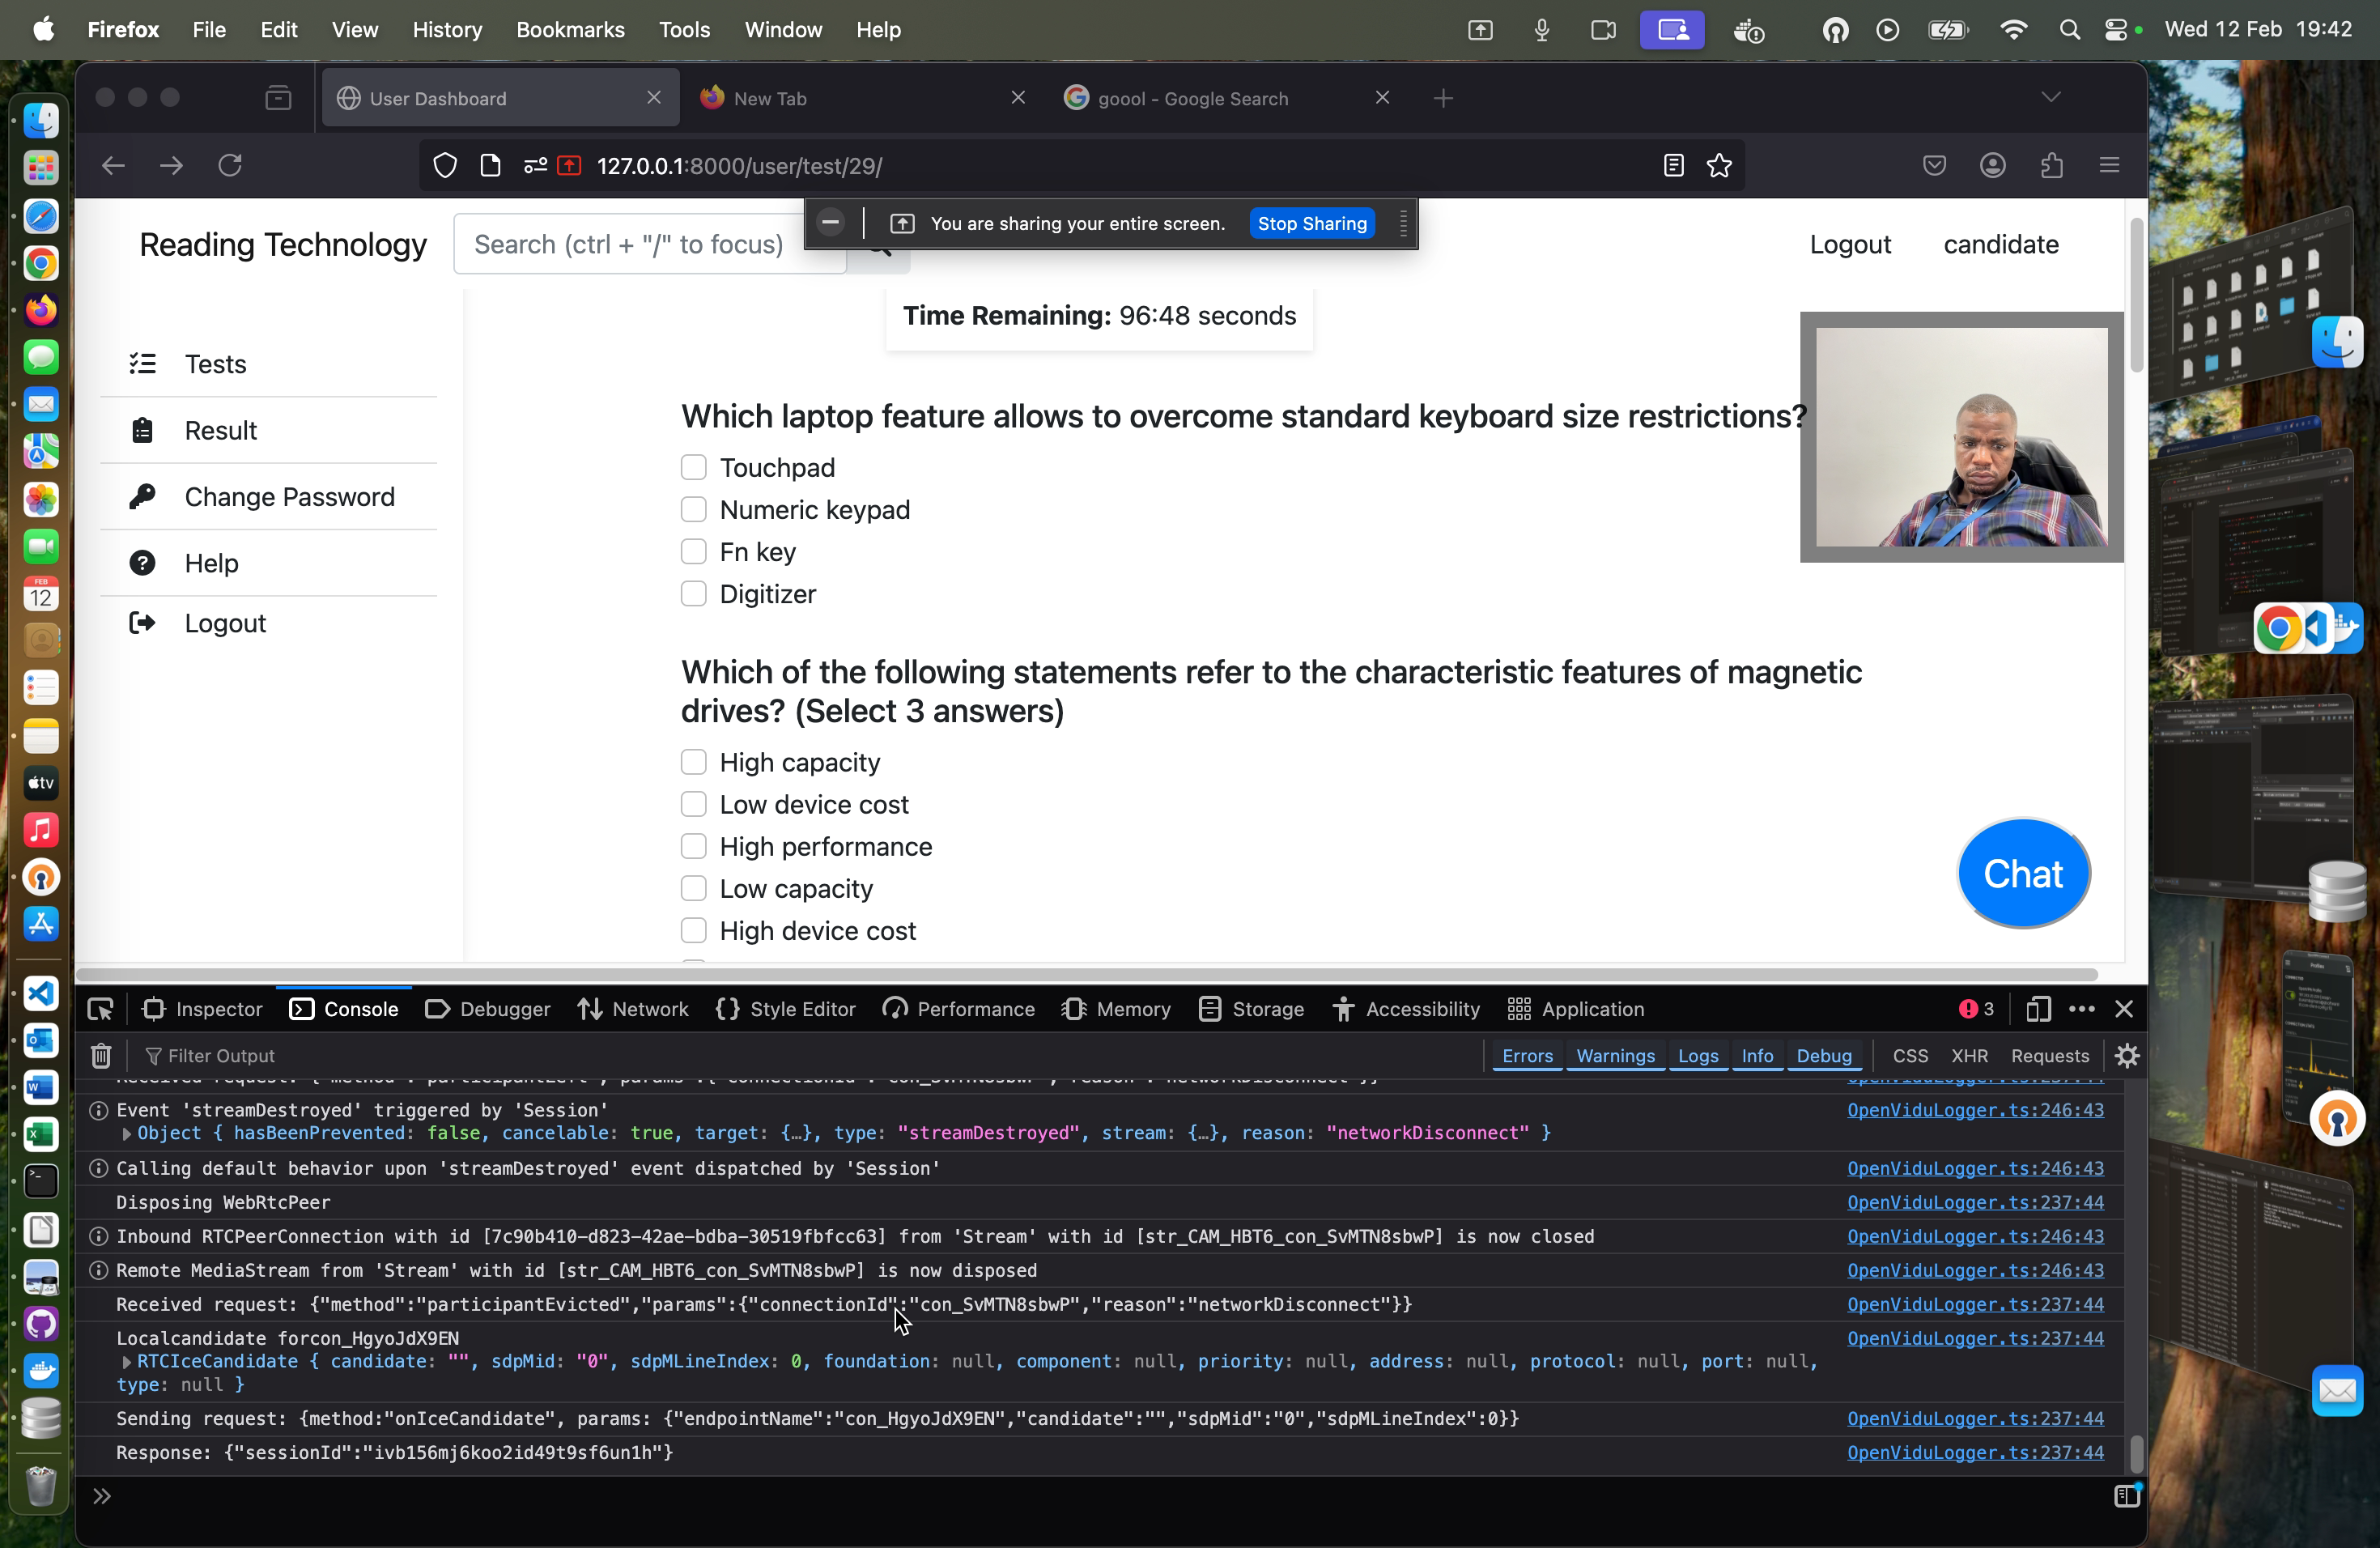 Firefox File Edit View History Bookmarks Tools Window Help Wed 12 Feb 19:42
User Dashboard New Tab goool - Google Search
127.0.0.1:8000/user/test/29/
You are sharing your entire screen. Stop Sharing
Reading Technology Search (ctrl + "/" to focus) Logout candidate
Time Remaining: 96:48 seconds
Tests
Result
Change Password
Help
Logout
Which laptop feature allows to overcome standard keyboard size restrictions?
Touchpad
Numeric keypad
Fn key
Digitizer
Which of the following statements refer to the characteristic features of magnetic
drives? (Select 3 answers)
High capacity
Low device cost
High performance
Low capacity
High device cost
Chat
FEB
12
tv
Inspector Console Debugger Network Style Editor Performance Memory Storage Accessibility Application 3
Filter Output Errors Warnings Logs Info Debug CSS XHR Requests
Event 'streamDestroyed' triggered by 'Session' OpenViduLogger.ts:246:43
Object { hasBeenPrevented: false, cancelable: true, target: {…}, type: "streamDestroyed", stream: {…}, reason: "networkDisconnect" }
Calling default behavior upon 'streamDestroyed' event dispatched by 'Session' OpenViduLogger.ts:246:43
Disposing WebRtcPeer OpenViduLogger.ts:237:44
Inbound RTCPeerConnection with id [7c90b410-d823-42ae-bdba-30519fbfcc63] from 'Stream' with id [str_CAM_HBT6_con_SvMTN8sbwP] is now closed OpenViduLogger.ts:246:43
Remote MediaStream from 'Stream' with id [str_CAM_HBT6_con_SvMTN8sbwP] is now disposed OpenViduLogger.ts:246:43
Received request: {"method":"participantEvicted","params":{"connectionId":"con_SvMTN8sbwP","reason":"networkDisconnect"}} OpenViduLogger.ts:237:44
Localcandidate forcon_HgyoJdX9EN OpenViduLogger.ts:237:44
RTCIceCandidate { candidate: "", sdpMid: "0", sdpMLineIndex: 0, foundation: null, component: null, priority: null, address: null, protocol: null, port: null,
type: null }
Sending request: {method:"onIceCandidate", params: {"endpointName":"con_HgyoJdX9EN","candidate":"","sdpMid":"0","sdpMLineIndex":0}} OpenViduLogger.ts:237:44
Response: {"sessionId":"ivb156mj6koo2id49t9sf6un1h"} OpenViduLogger.ts:237:44